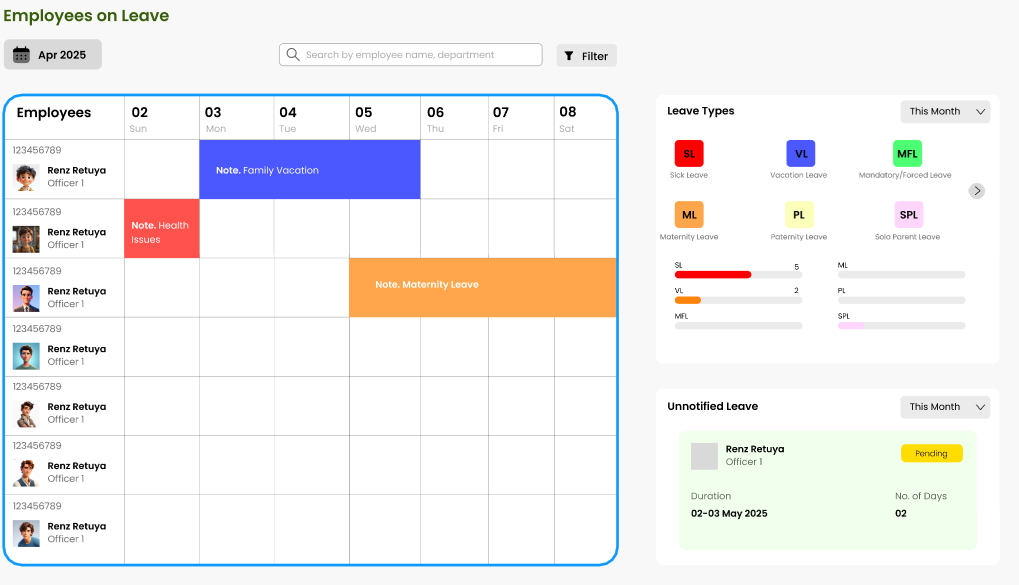 Employees on Leave
Apr 2025
Search by employee name, department
Filter
Employees
02
Sun
03
Mon
04
Tue
05
Wed
06
Thu
07
Fri
08
Sat
123456789
Renz Retuya
Officer 1
Note. Family Vacation
123456789
Renz Retuya
Officer 1
Note. Health
Issues
123456789
Renz Retuya
Officer 1
Note. Maternity Leave
123456789
Renz Retuya
Officer 1
123456789
Renz Retuya
Officer 1
123456789
Renz Retuya
Officer 1
123456789
Renz Retuya
Officer 1
Leave Types
This Month
SL
Sick Leave
VL
Vacation Leave
MFL
Mandatory/Forced Leave
ML
Maternity Leave
PL
Paternity Leave
SPL
Solo Parent Leave
SL 5
VL 2
MFL
ML
PL
SPL
Unnotified Leave
This Month
Renz Retuya
Officer 1
Pending
Duration
02-03 May 2025
No. of Days
02